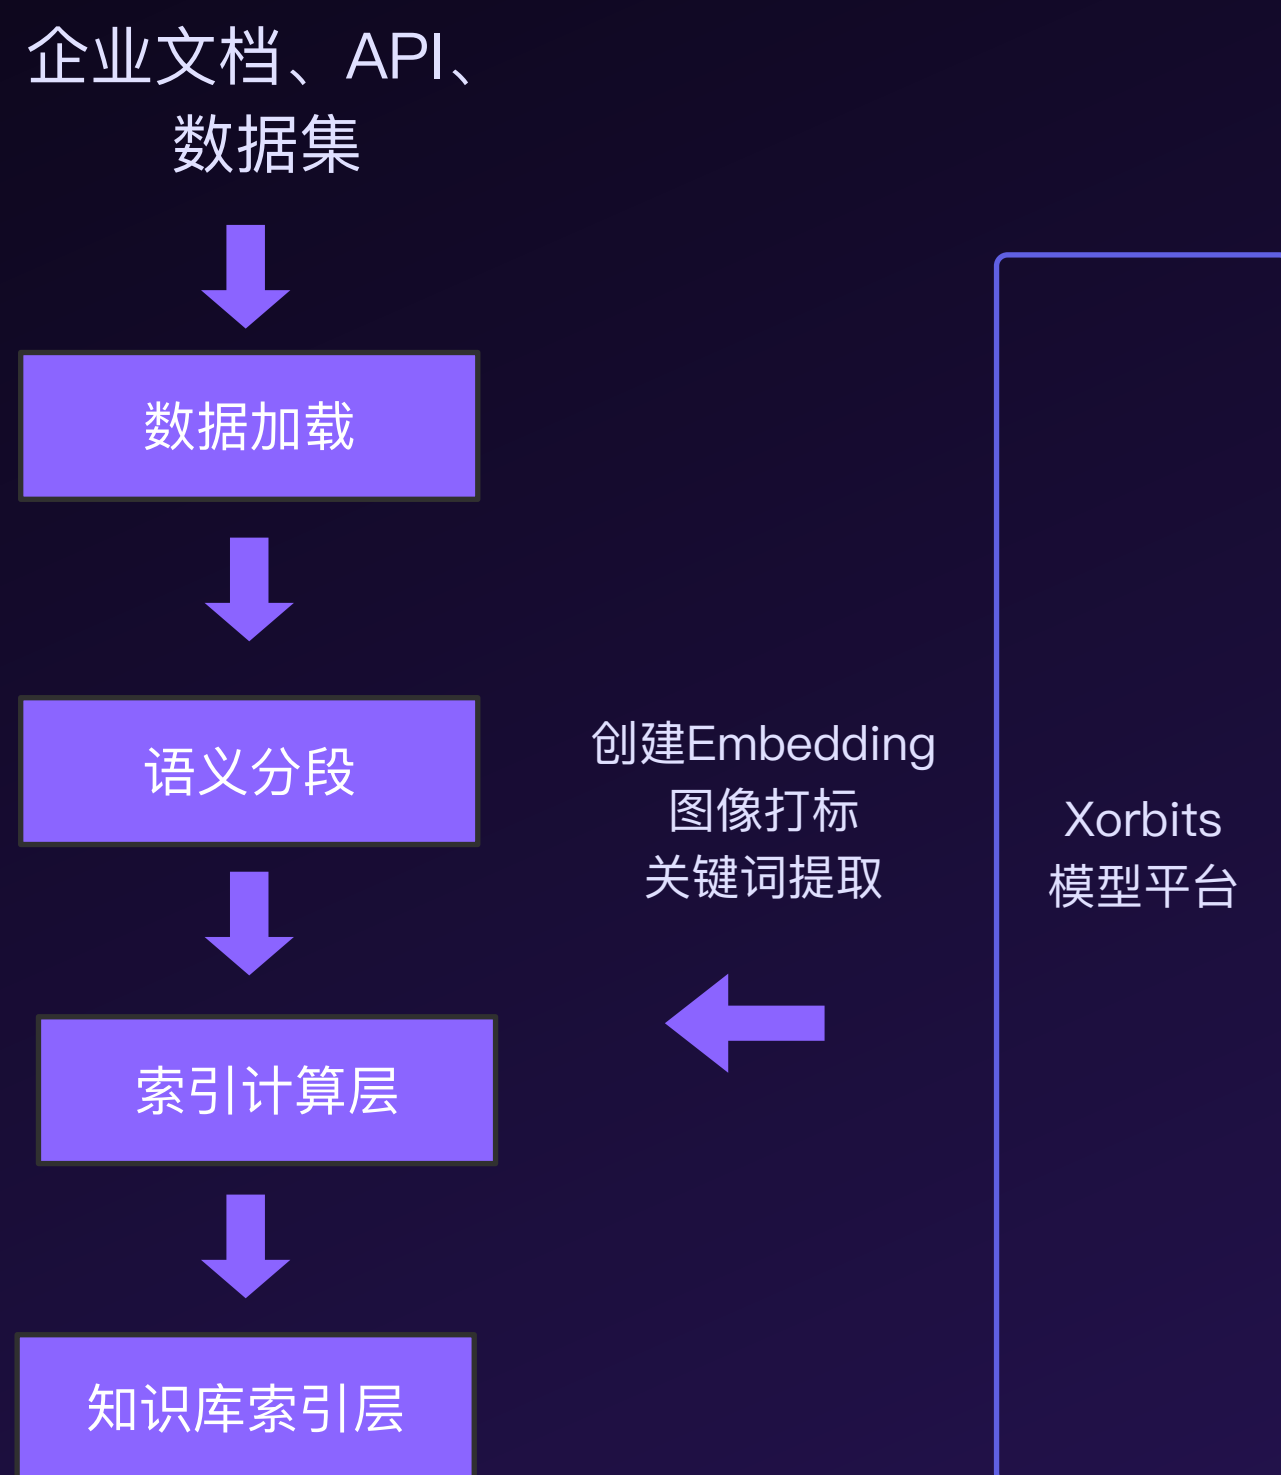 企业文档、API、
数据集
数据加载
语义分段
创建Embedding
图像打标
关键词提取
Xorbits
模型平台
索引计算层
知识库索引层